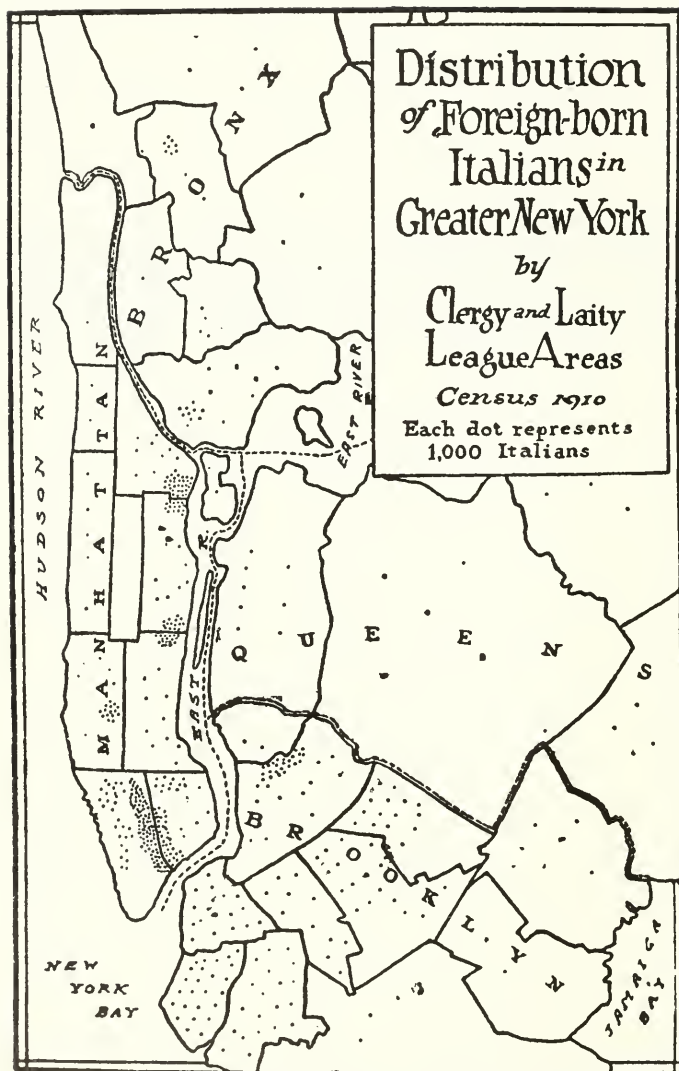 Distribution
of Foreign-born
Italians in
Greater New York
by
Clergy and Laity
League Areas
Census 1910
Each dot represents
1,000 Italians
BRONX
HUDSON RIVER
MANHATTAN
EAST RIVER
EAST R
QUEENS
BROOKLYN
NEW
YORK
BAY
JAMAICA
BAY